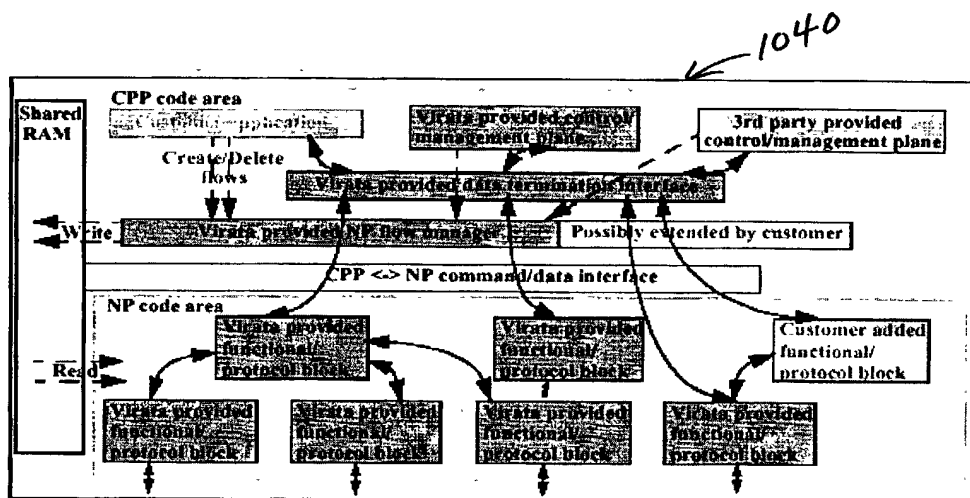 1040
Shared
RAM
CPP code area
Customer application
Virata provided control/
management plane
3rd party provided
control/management plane
Create/Delete
flows
Virata provided data termination interface
Write
Virata provided NP flow manager
Possibly extended by customer
CPP <-> NP command/data interface
NP code area
Virata provided
functional/
protocol block
Virata provided
functional/
protocol block
Customer added
functional/
protocol block
Read
Virata provided
functional/
protocol block
Virata provided
functional/
protocol block
Virata provided
functional/
protocol block
Virata provided
functional/
protocol block